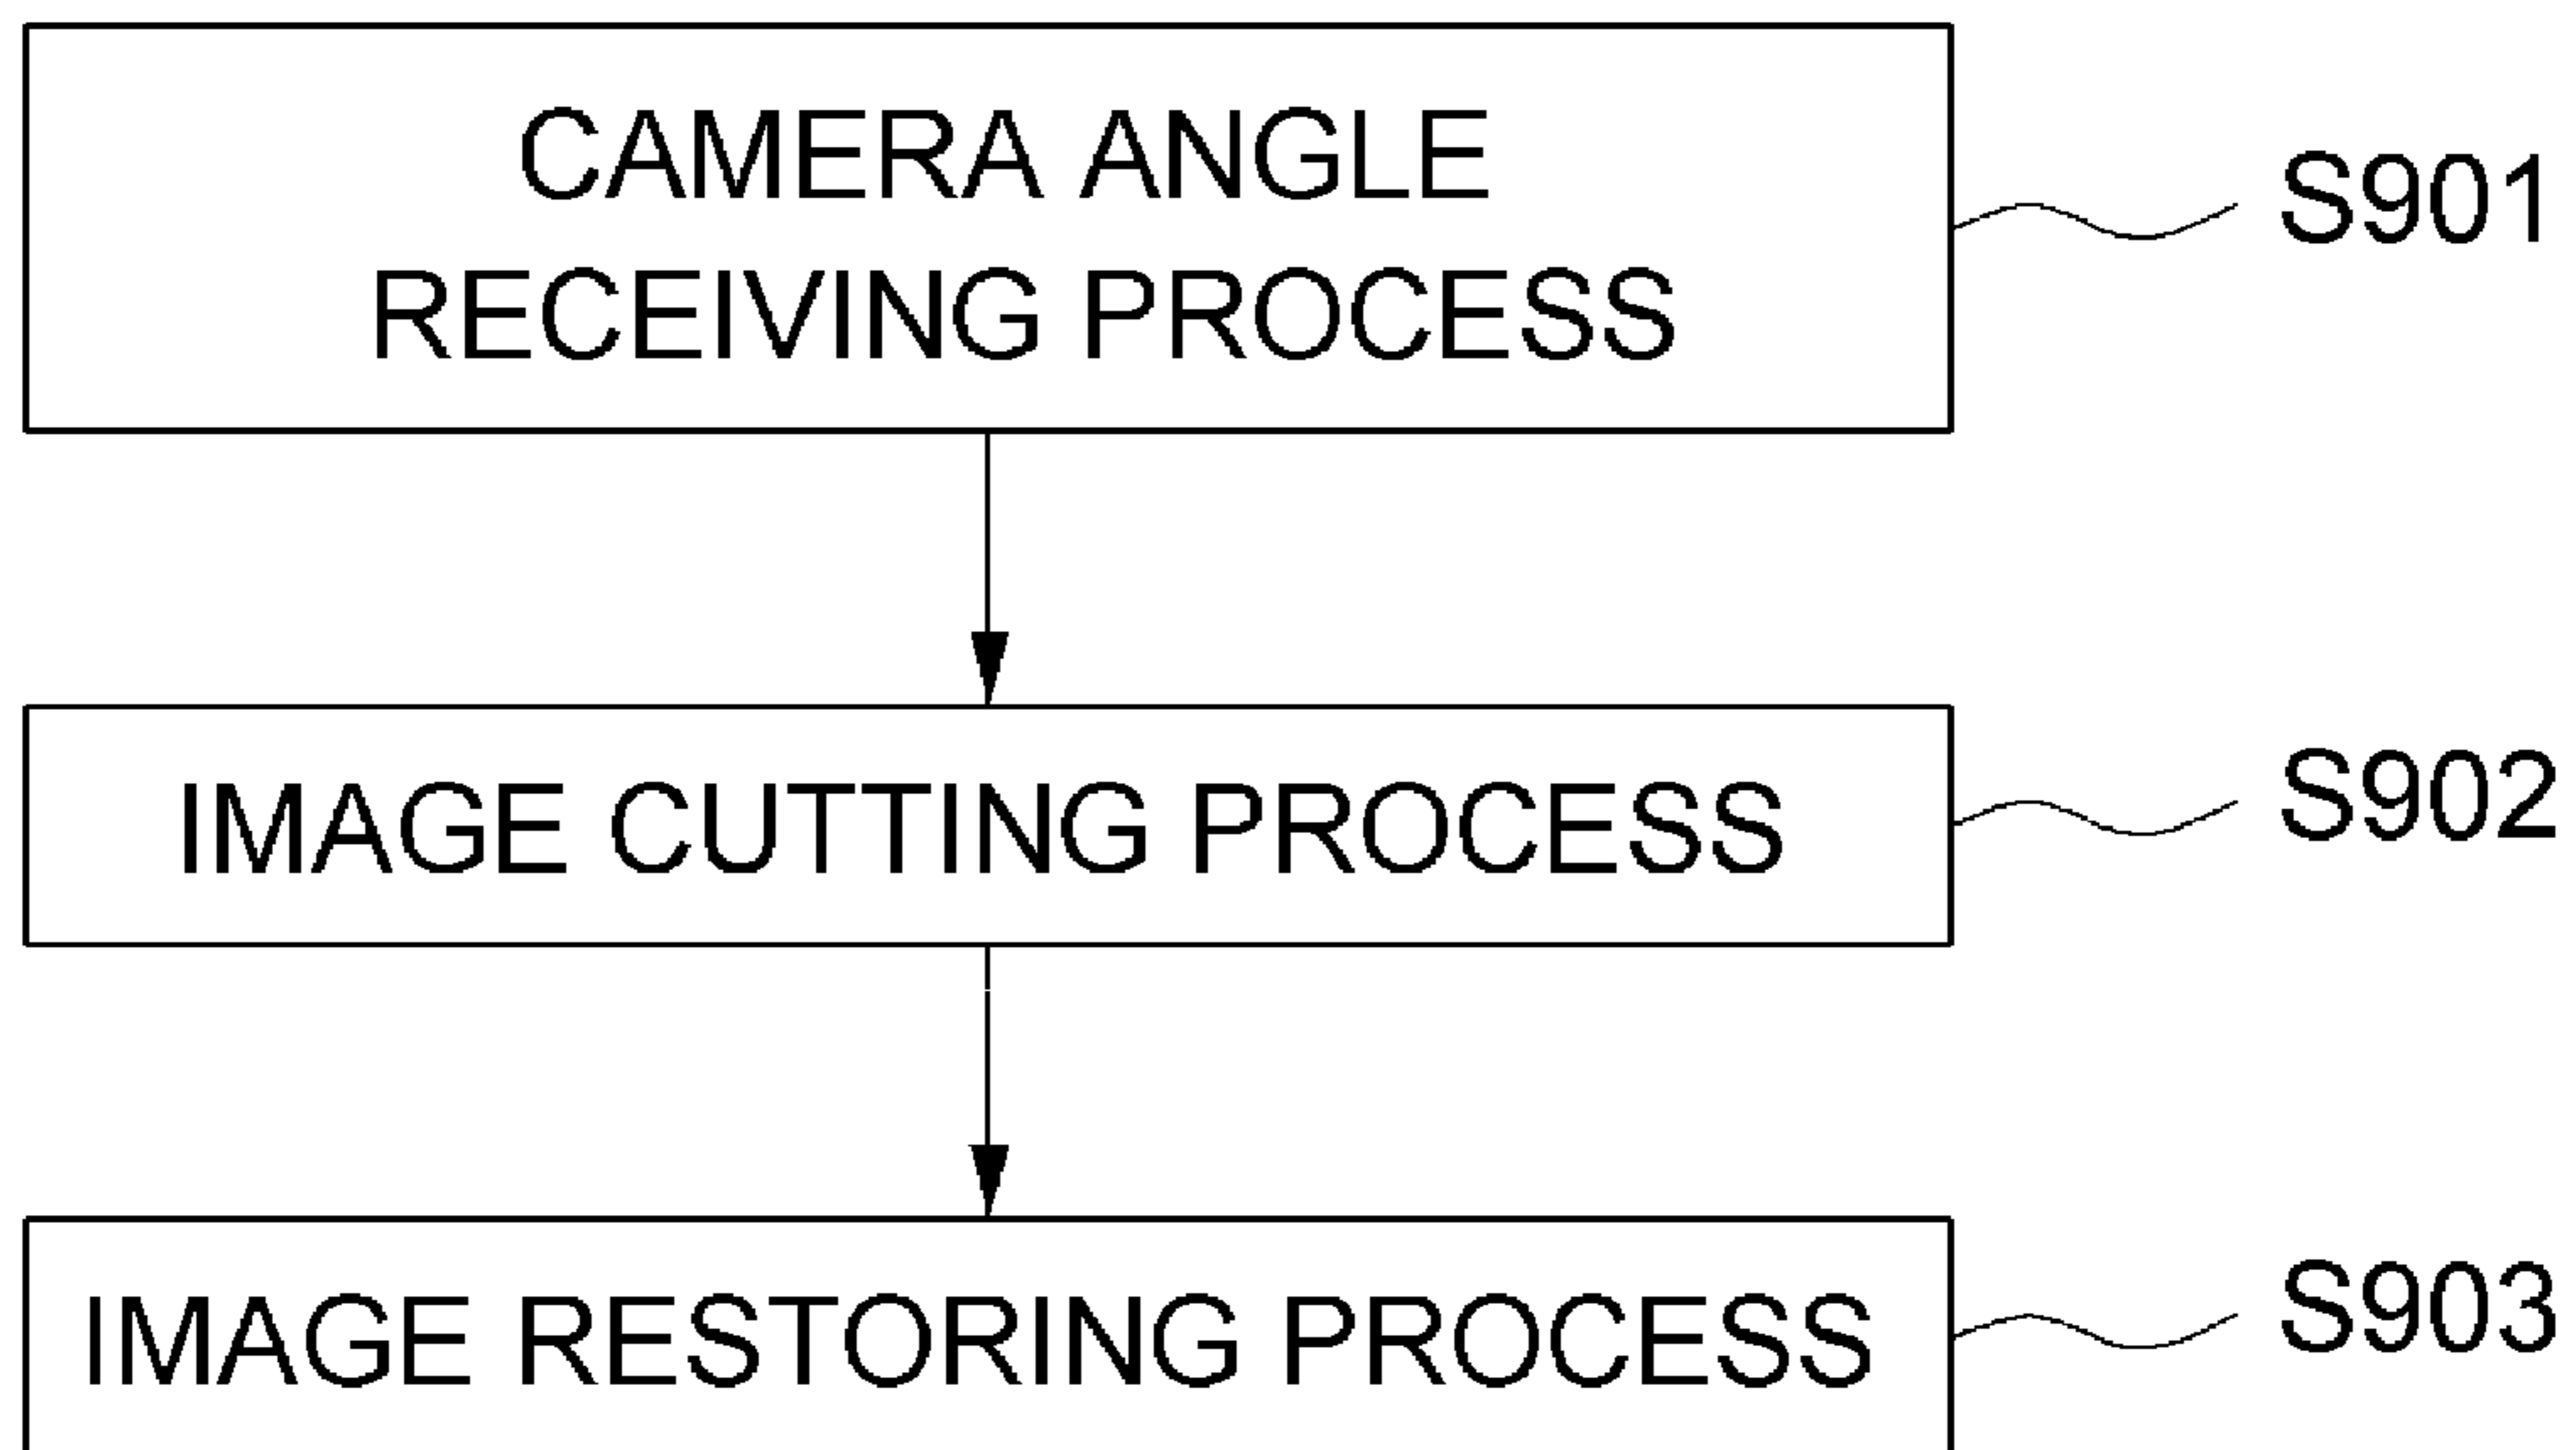 CAMERA ANGLE
RECEIVING PROCESS
S901
IMAGE CUTTING PROCESS
S902
IMAGE RESTORING PROCESS
S903